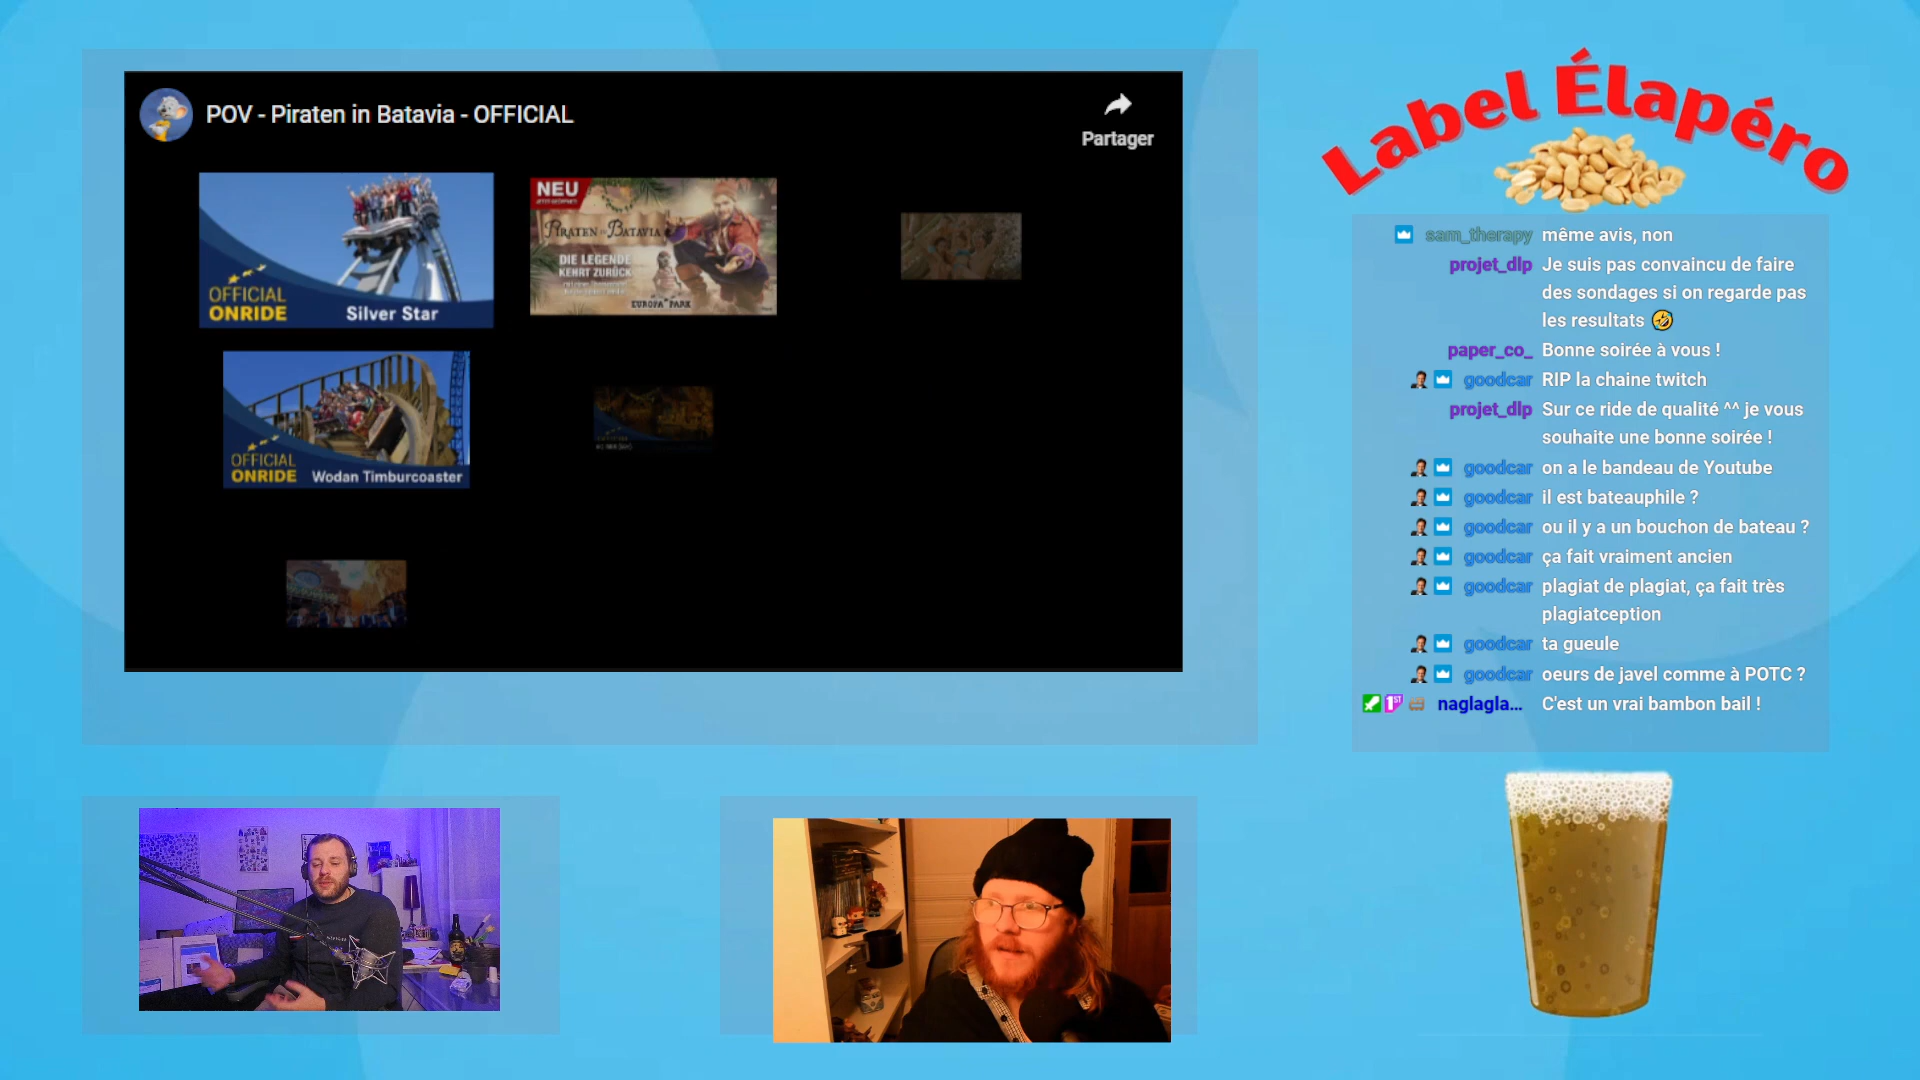 Label Élapéro
POV - Piraten in Batavia - OFFICIAL
Partager
OFFICIAL
ONRIDE
Silver Star
NEU
PIRATEN IN BATAVIA
DIE LEGENDE
KEHRT ZURÜCK
EUROPA PARK
OFFICIAL
ONRIDE
Wodan Timburcoaster
sam_therapy même avis, non
projet_dlp Je suis pas convaincu de faire
des sondages si on regarde pas
les resultats 🤣
paper_co_ Bonne soirée à vous !
goodcar RIP la chaine twitch
projet_dlp Sur ce ride de qualité ^^ je vous
souhaite une bonne soirée !
goodcar on a le bandeau de Youtube
goodcar il est bateauphile ?
goodcar ou il y a un bouchon de bateau ?
goodcar ça fait vraiment ancien
goodcar plagiat de plagiat, ça fait très
plagiatception
goodcar ta gueule
goodcar oeurs de javel comme à POTC ?
1ST naglagla... C'est un vrai bambon bail !